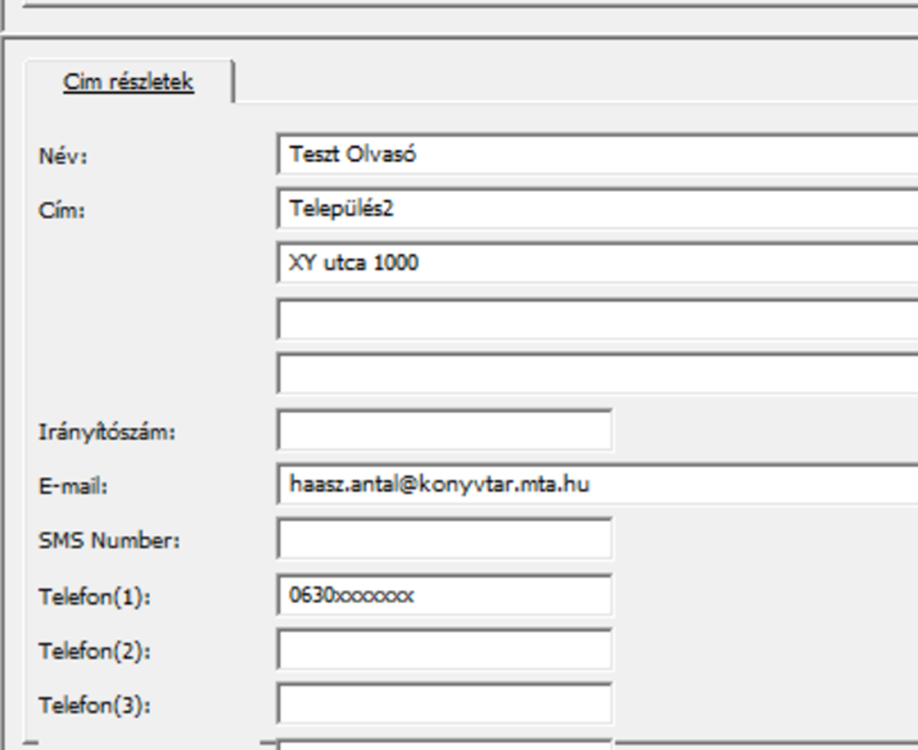 Cim részletek
Név: Teszt Olvasó
Cím: Település2
XY utca 1000
Irányítószám:
E-mail: haasz.antal@konyvtar.mta.hu
SMS Number:
Telefon(1): 0630xxxxxxx
Telefon(2):
Telefon(3):